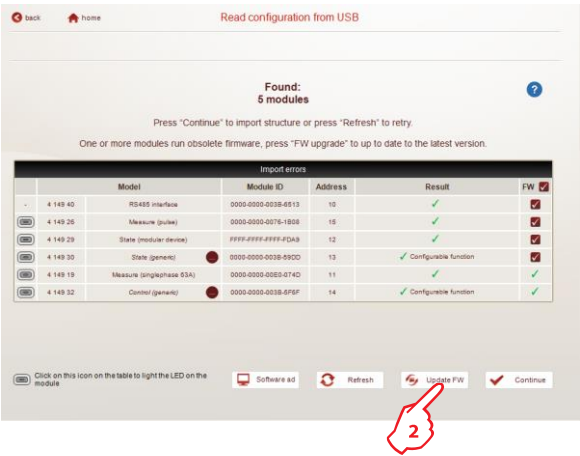 back home Read configuration from USB
Found:
5 modules
?
Press "Continue" to import structure or press "Refresh" to retry.
One or more modules run obsolete firmware, press "FW upgrade" to up to date to the latest version.
Import errors
Model Module ID Address Result FW
- 4 149 40 RS485 interface 0000-0000-003B-6513 10
4 149 26 Measure (pulse) 0000-0000-0076-1B08 15
4 149 29 State (modular device) FFFF-FFFF-FFFF-FDA9 12
4 149 30 State (generic) ... 0000-0000-003B-59DD 13 Configurable function
4 149 19 Measure (singlephase 63A) 0000-0000-00E0-074D 11
4 149 32 Control (generic) ... 0000-0000-003B-5F6F 14 Configurable function
Click on this icon on the table to light the LED on the
module
Software ad Refresh Update FW Continue
2